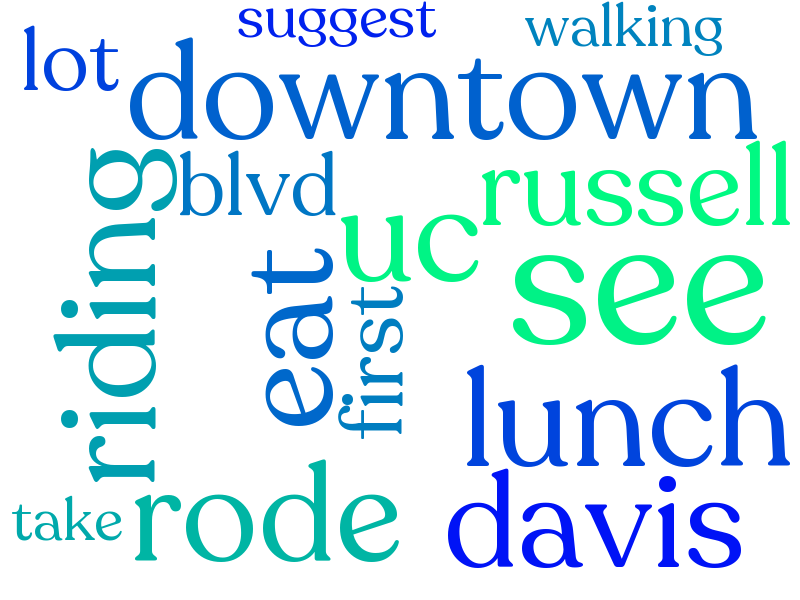 suggest
walking
lot
downtown
riding
blvd
russell
uc
eat
see
first
lunch
davis
rode
take